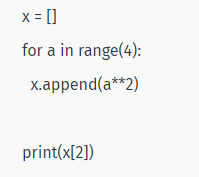 x = []
for a in range(4):
  x.append(a**2)

print(x[2])